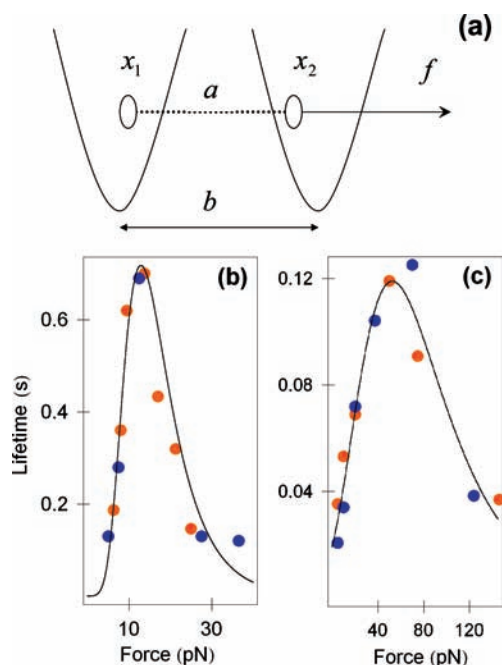 (a)
x₁ x₂ f
a
b
(b) (c)
Lifetime (s)
0.6
0.4
0.2
0.12
0.08
0.04
10 30
40 80 120
Force (pN) Force (pN)